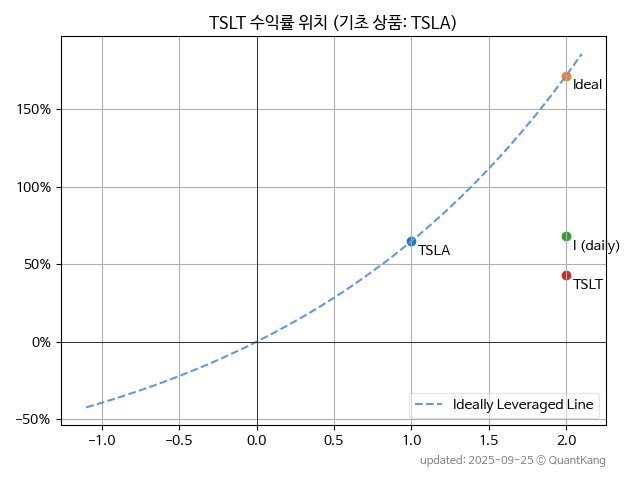 TSLT 수익률 위치 (기초 상품: TSLA)
150%
100%
50%
0%
−50%
Ideal
I (daily)
TSLA
TSLT
Ideally Leveraged Line
−1.0 −0.5 0.0 0.5 1.0 1.5 2.0
updated: 2025-09-25 © QuantKang